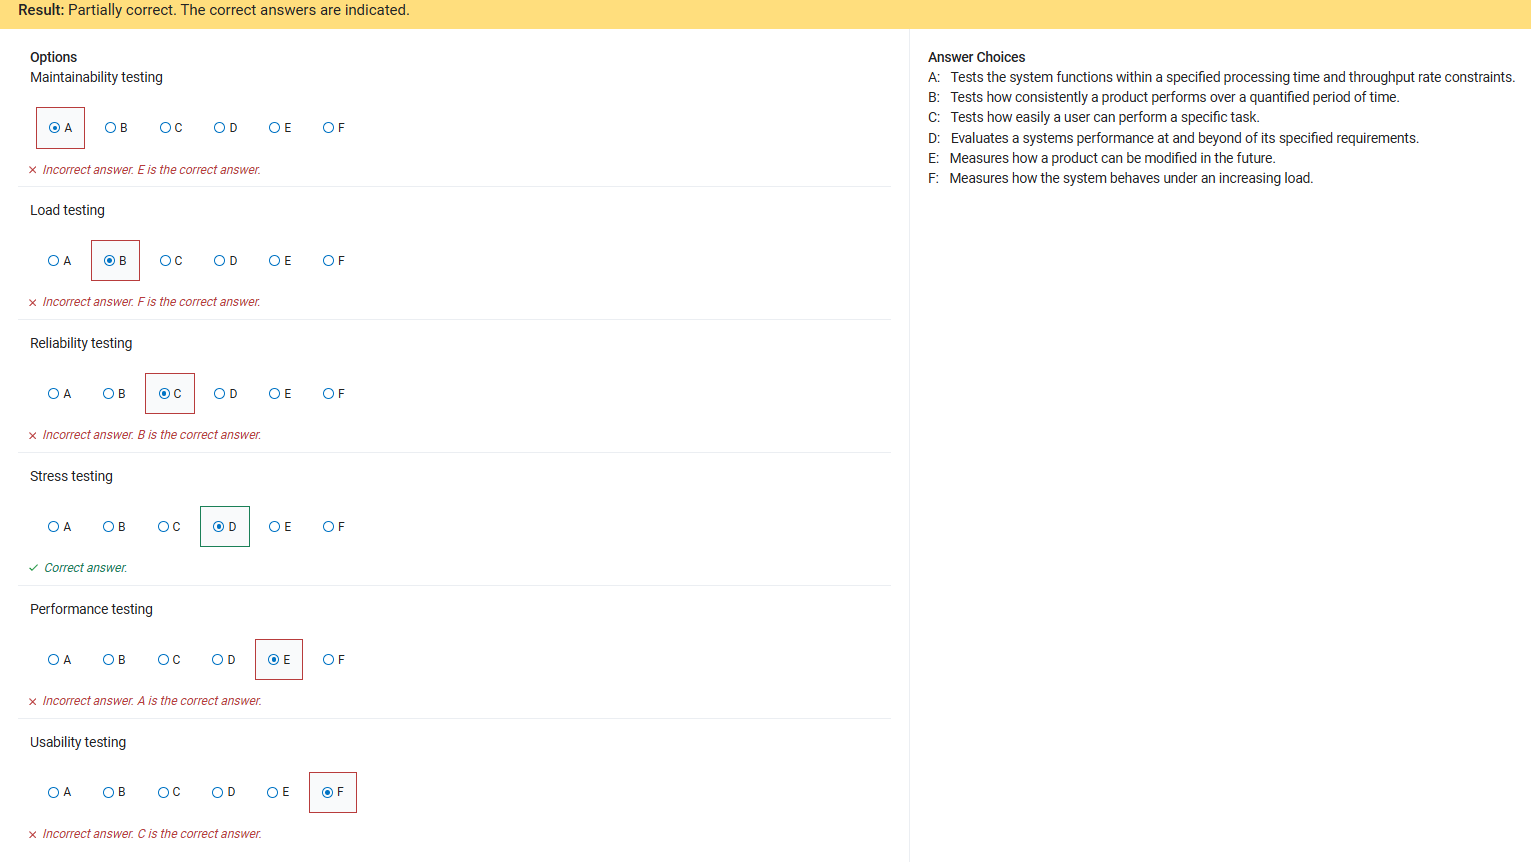 Result: Partially correct. The correct answers are indicated.
Options
Maintainability testing
A B C D E F
Incorrect answer. E is the correct answer.
Load testing
A B C D E F
Incorrect answer. F is the correct answer.
Reliability testing
A B C D E F
Incorrect answer. B is the correct answer.
Stress testing
A B C D E F
Correct answer.
Performance testing
A B C D E F
Incorrect answer. A is the correct answer.
Usability testing
A B C D E F
Incorrect answer. C is the correct answer.
Answer Choices
A: Tests the system functions within a specified processing time and throughput rate constraints.
B: Tests how consistently a product performs over a quantified period of time.
C: Tests how easily a user can perform a specific task.
D: Evaluates a systems performance at and beyond of its specified requirements.
E: Measures how a product can be modified in the future.
F: Measures how the system behaves under an increasing load.